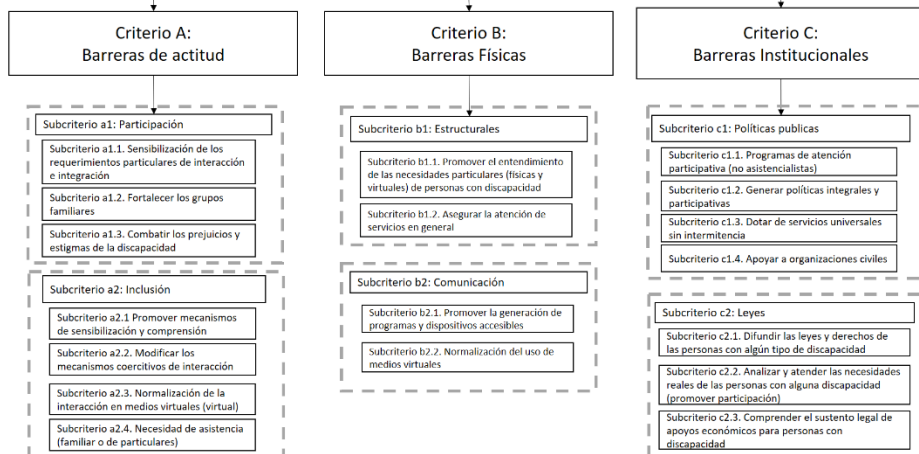 Criterio A:
Barreras de actitud
Subcriterio a1: Participación
Subcriterio a1.1. Sensibilización de los
requerimientos particulares de interacción
e integración
Subcriterio a1.2. Fortalecer los grupos
familiares
Subcriterio a1.3. Combatir los prejuicios y
estigmas de la discapacidad
Subcriterio a2: Inclusión
Subcriterio a2.1 Promover mecanismos
de sensibilización y comprensión
Subcriterio a2.2. Modificar los
mecanismos coercitivos de interacción
Subcriterio a2.3. Normalización de la
interacción en medios virtuales (virtual)
Subcriterio a2.4. Necesidad de asistencia
(familiar o de particulares)
Criterio B:
Barreras Físicas
Subcriterio b1: Estructurales
Subcriterio b1.1. Promover el entendimiento
de las necesidades particulares (físicas y
virtuales) de personas con discapacidad
Subcriterio b1.2. Asegurar la atención de
servicios en general
Subcriterio b2: Comunicación
Subcriterio b2.1. Promover la generación de
programas y dispositivos accesibles
Subcriterio b2.2. Normalización del uso de
medios virtuales
Criterio C:
Barreras Institucionales
Subcriterio c1: Políticas publicas
Subcriterio c1.1. Programas de atención
participativa (no asistencialistas)
Subcriterio c1.2. Generar políticas integrales y
participativas
Subcriterio c1.3. Dotar de servicios universales
sin intermitencia
Subcriterio c1.4. Apoyar a organizaciones civiles
Subcriterio c2: Leyes
Subcriterio c2.1. Difundir las leyes y derechos de
las personas con algún tipo de discapacidad
Subcriterio c2.2. Analizar y atender las necesidades
reales de las personas con alguna discapacidad
(promover participación)
Subcriterio c2.3. Comprender el sustento legal de
apoyos económicos para personas con
discapacidad